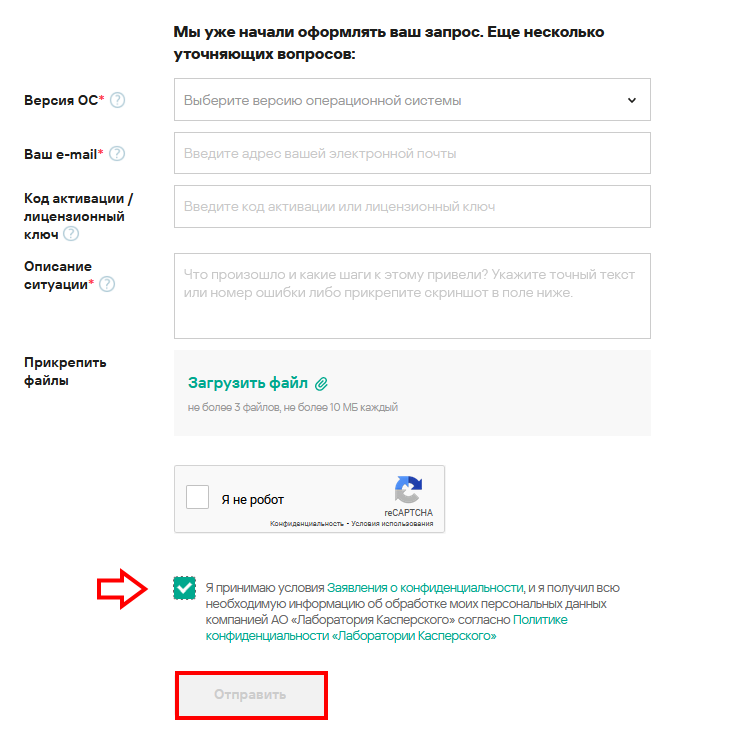 Мы уже начали оформлять ваш запрос. Еще несколько
уточняющих вопросов:
Версия ОС* ?
Выберите версию операционной системы
Ваш e-mail* ?
Введите адрес вашей электронной почты
Код активации /
лицензионный
ключ ?
Введите код активации или лицензионный ключ
Описание
ситуации* ?
Что произошло и какие шаги к этому привели? Укажите точный текст
или номер ошибки либо прикрепите скриншот в поле ниже.
Прикрепить
файлы
Загрузить файл
не более 3 файлов, не более 10 МБ каждый
Я не робот
reCAPTCHA
Конфиденциальность • Условия использования
Я принимаю условия Заявления о конфиденциальности, и я получил всю
необходимую информацию об обработке моих персональных данных
компанией АО «Лаборатория Касперского» согласно Политике
конфиденциальности «Лаборатории Касперского»
Отправить